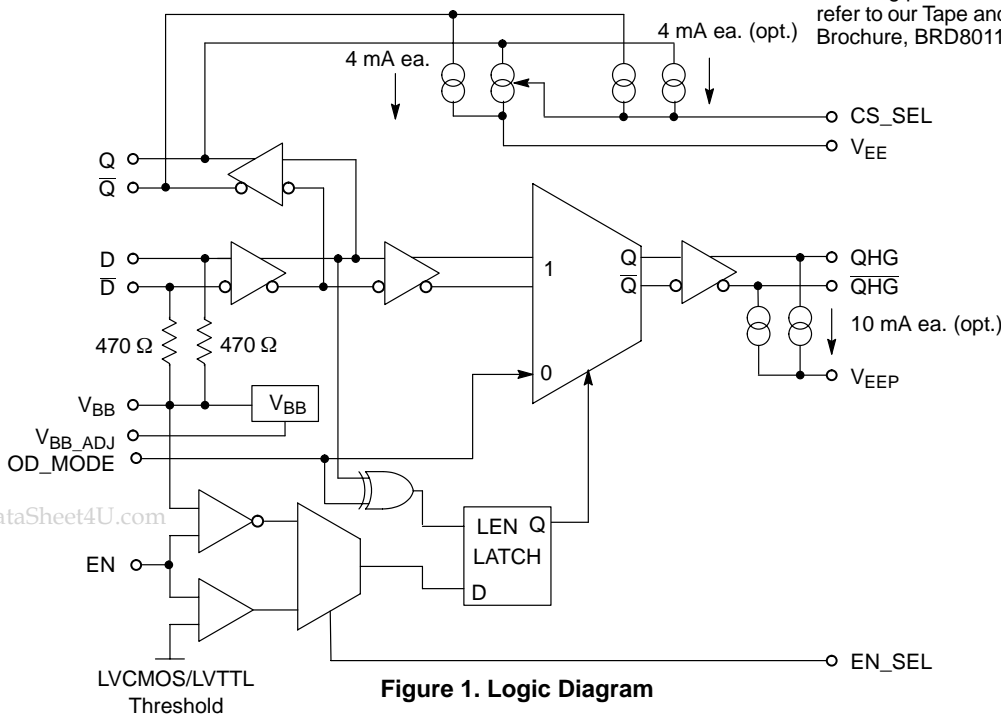 refer to our Tape and
Brochure, BRD8011
4 mA ea. (opt.)
4 mA ea.
CS_SEL
VEE
Q
Q̅
D
D̅
1
Q
Q̅
QHG
Q̅H̅G̅
470 Ω
470 Ω
10 mA ea. (opt.)
0
VEEP
VBB
VBB
VBB_ADJ
OD_MODE
LEN Q
LATCH
D
ataSheet4U.com
EN
EN_SEL
LVCMOS/LVTTL
Threshold
Figure 1. Logic Diagram